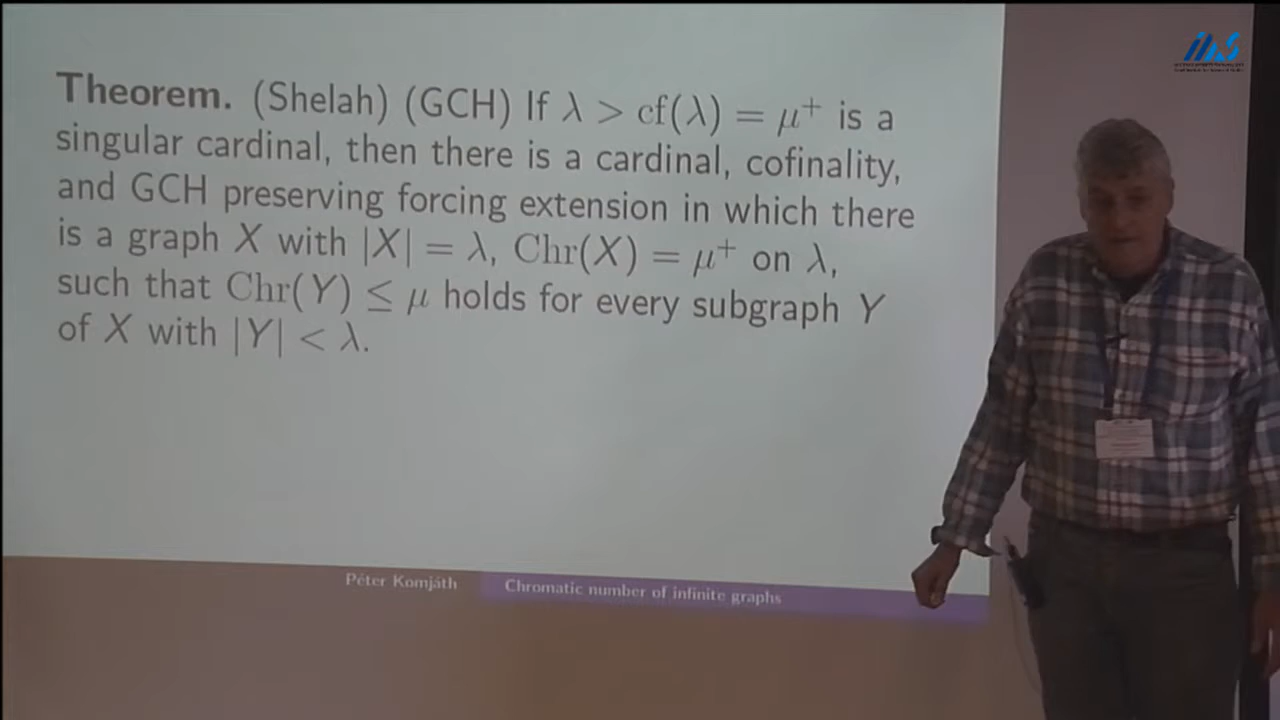 Theorem. (Shelah) (GCH) If λ > cf(λ) = μ⁺ is a
singular cardinal, then there is a cardinal, cofinality,
and GCH preserving forcing extension in which there
is a graph X with |X| = λ, Chr(X) = μ⁺ on λ,
such that Chr(Y) ≤ μ holds for every subgraph Y
of X with |Y| < λ.
Péter Komjáth Chromatic number of infinite graphs